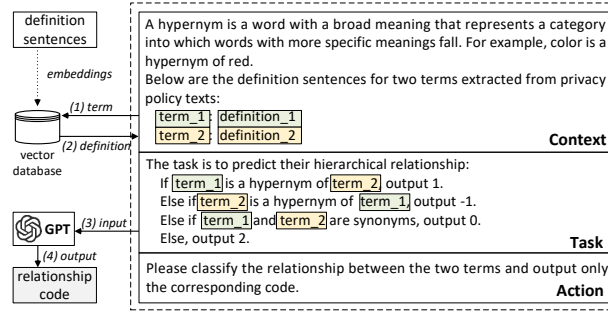 definition
sentences
embeddings
(1) term
(2) definition
vector
database
(3) input
GPT
(4) output
relationship
code
A hypernym is a word with a broad meaning that represents a category
into which words with more specific meanings fall. For example, color is a
hypernym of red.
Below are the definition sentences for two terms extracted from privacy
policy texts:
term_1: definition_1
term_2: definition_2
Context
The task is to predict their hierarchical relationship:
If term_1 is a hypernym of term_2, output 1.
Else if term_2 is a hypernym of term_1, output -1.
Else if term_1 and term_2 are synonyms, output 0.
Else, output 2.
Task
Please classify the relationship between the two terms and output only
the corresponding code.
Action